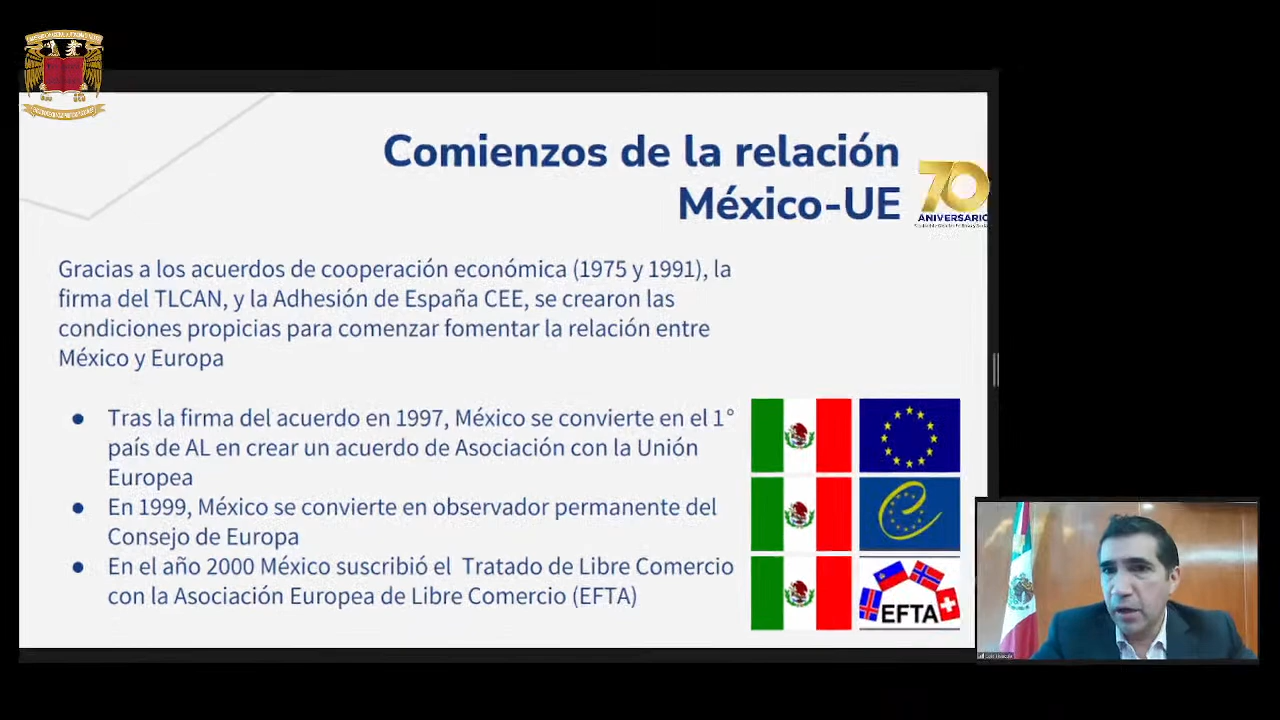 Comienzos de la relación
México-UE
70
ANIVERSARIO
Gracias a los acuerdos de cooperación económica (1975 y 1991), la
firma del TLCAN, y la Adhesión de España CEE, se crearon las
condiciones propicias para comenzar fomentar la relación entre
México y Europa
● Tras la firma del acuerdo en 1997, México se convierte en el 1°
país de AL en crear un acuerdo de Asociación con la Unión
Europea
● En 1999, México se convierte en observador permanente del
Consejo de Europa
● En el año 2000 México suscribió el Tratado de Libre Comercio
con la Asociación Europea de Libre Comercio (EFTA)
EFTA